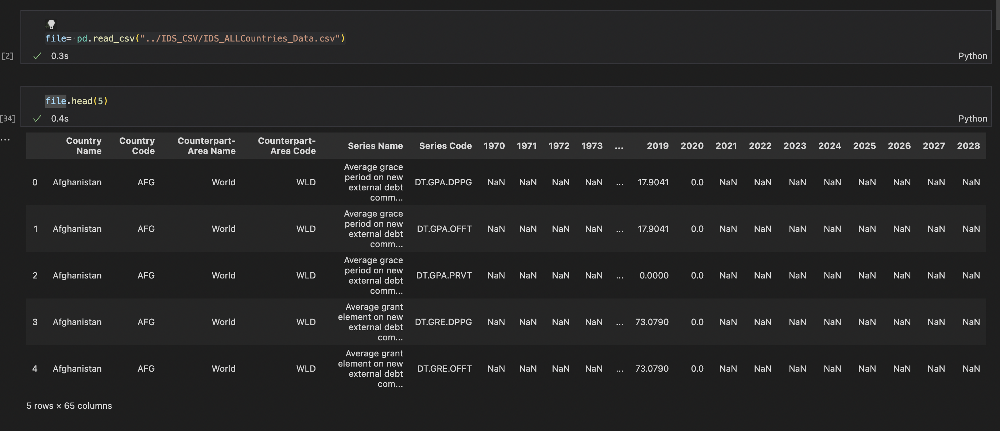 #
file= pd.read_csv("../IDS_CSV/IDS_ALLCountries_Data.csv")
[2] ✓ 0.3s Python
file.head(5)
[34] ✓ 0.4s Python
...
Country Name Country Code Counterpart-Area Name Counterpart-Area Code Series Name Series Code 1970 1971 1972 1973 ... 2019 2020 2021 2022 2023 2024 2025 2026 2027 2028
0 Afghanistan AFG World WLD Average grace period on new external debt comm... DT.GPA.DPPG NaN NaN NaN NaN ... 17.9041 0.0 NaN NaN NaN NaN NaN NaN NaN NaN
1 Afghanistan AFG World WLD Average grace period on new external debt comm... DT.GPA.OFFT NaN NaN NaN NaN ... 17.9041 0.0 NaN NaN NaN NaN NaN NaN NaN NaN
2 Afghanistan AFG World WLD Average grace period on new external debt comm... DT.GPA.PRVT NaN NaN NaN NaN ... 0.0000 0.0 NaN NaN NaN NaN NaN NaN NaN NaN
3 Afghanistan AFG World WLD Average grant element on new external debt com... DT.GRE.DPPG NaN NaN NaN NaN ... 73.0790 0.0 NaN NaN NaN NaN NaN NaN NaN NaN
4 Afghanistan AFG World WLD Average grant element on new external debt com... DT.GRE.OFFT NaN NaN NaN NaN ... 73.0790 0.0 NaN NaN NaN NaN NaN NaN NaN NaN
5 rows × 65 columns